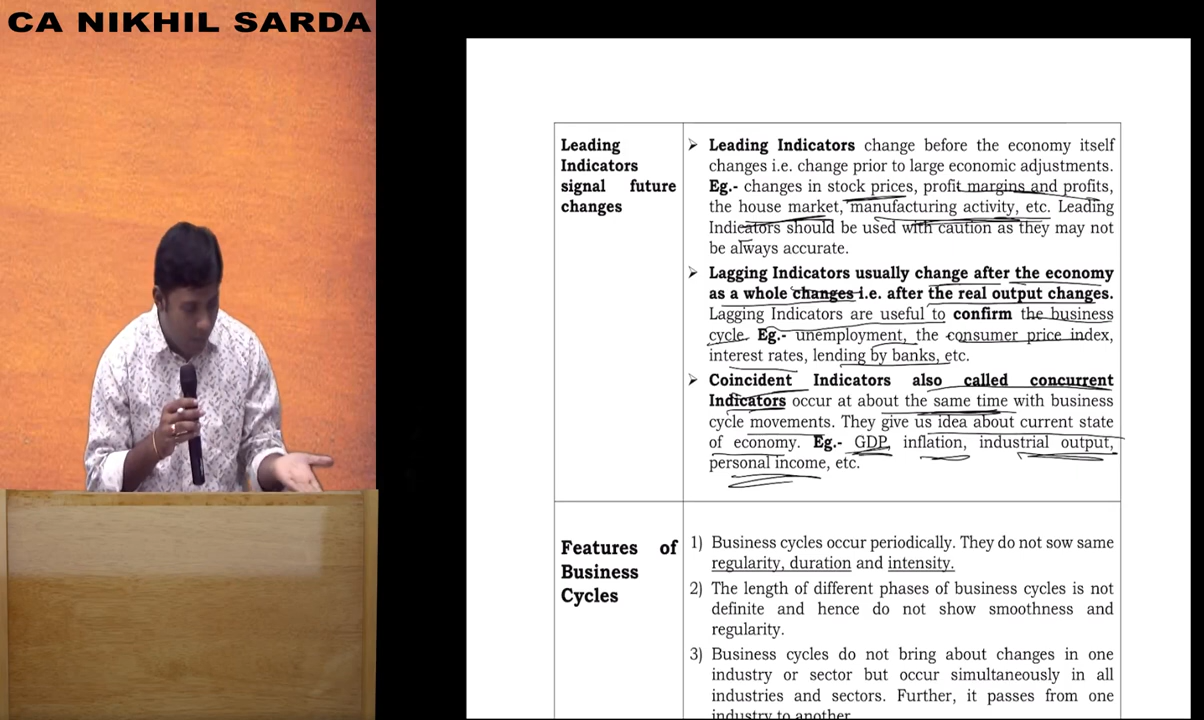 CA NIKHIL SARDA
Leading
Indicators
signal future
changes
➢ Leading Indicators change before the economy itself
changes i.e. change prior to large economic adjustments.
Eg.- changes in stock prices, profit margins and profits,
the house market, manufacturing activity, etc. Leading
Indicators should be used with caution as they may not
be always accurate.
➢ Lagging Indicators usually change after the economy
as a whole changes i.e. after the real output changes.
Lagging Indicators are useful to confirm the business
cycle. Eg.- unemployment, the consumer price index,
interest rates, lending by banks, etc.
➢ Coincident Indicators also called concurrent
Indicators occur at about the same time with business
cycle movements. They give us idea about current state
of economy. Eg.- GDP, inflation, industrial output,
personal income, etc.
Features of
Business
Cycles
1) Business cycles occur periodically. They do not sow same
regularity, duration and intensity.
2) The length of different phases of business cycles is not
definite and hence do not show smoothness and
regularity.
3) Business cycles do not bring about changes in one
industry or sector but occur simultaneously in all
industries and sectors. Further, it passes from one
industry to another